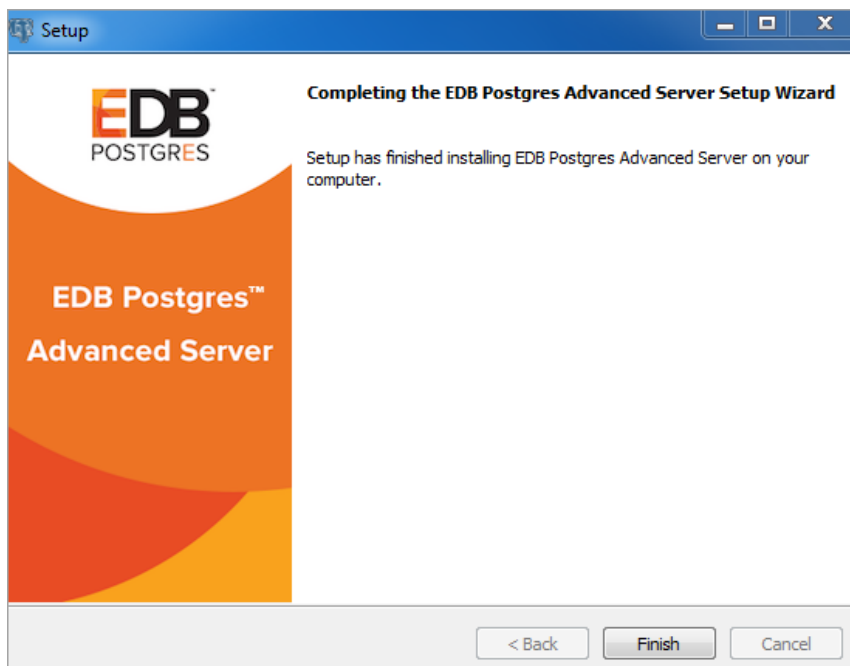 Setup
EDB™
POSTGRES
Completing the EDB Postgres Advanced Server Setup Wizard
Setup has finished installing EDB Postgres Advanced Server on your
computer.
EDB Postgres™
Advanced Server
< Back
Finish
Cancel